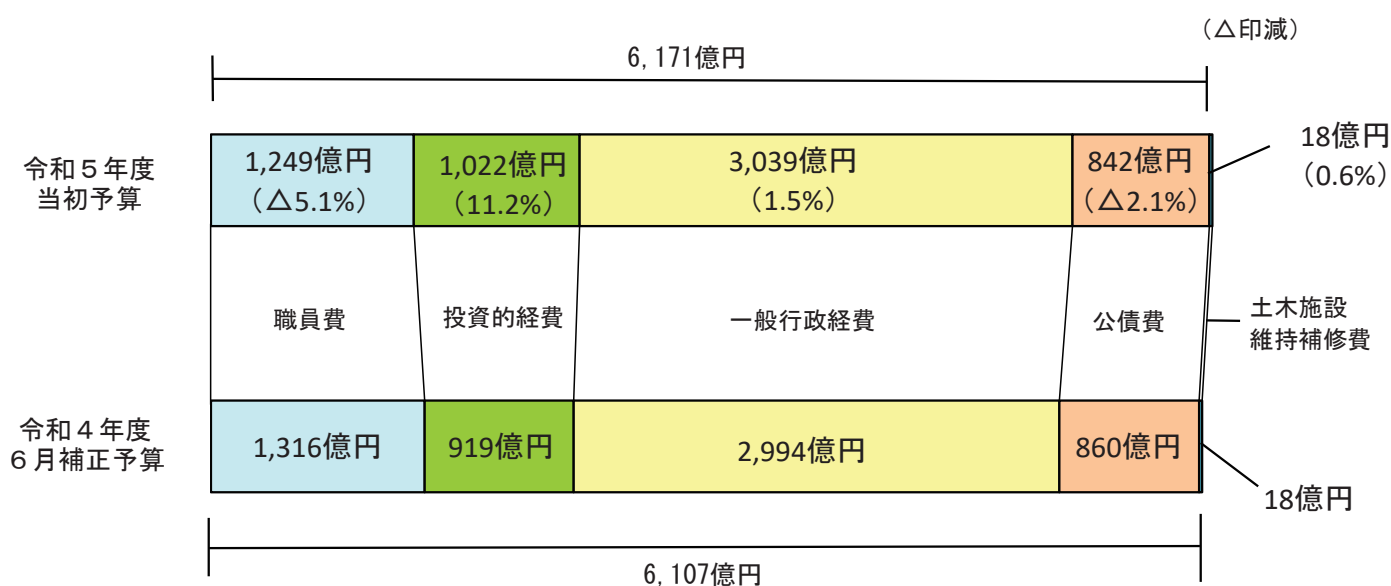 （△印減）
6,171億円
令和５年度
当初予算
1,249億円
（△5.1%）
1,022億円
（11.2%）
3,039億円
（1.5%）
842億円
（△2.1%）
18億円
（0.6%）
職員費
投資的経費
一般行政経費
公債費
土木施設
維持補修費
令和４年度
６月補正予算
1,316億円
919億円
2,994億円
860億円
18億円
6,107億円